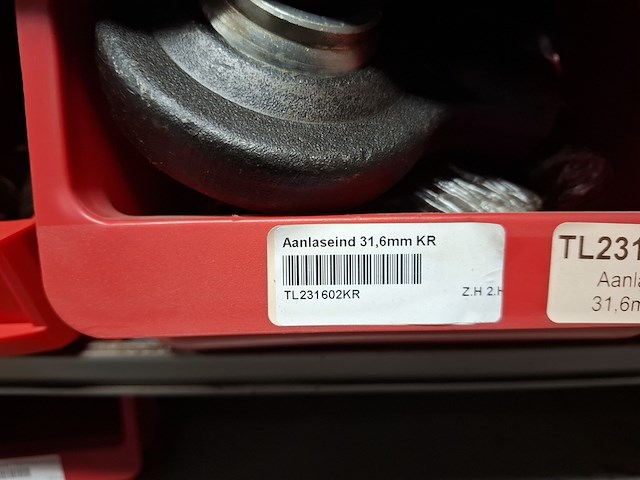 Aanlaseind 31,6mm KR
TL231602KR
Z.H 2.H
TL231
Aanla
31,6m